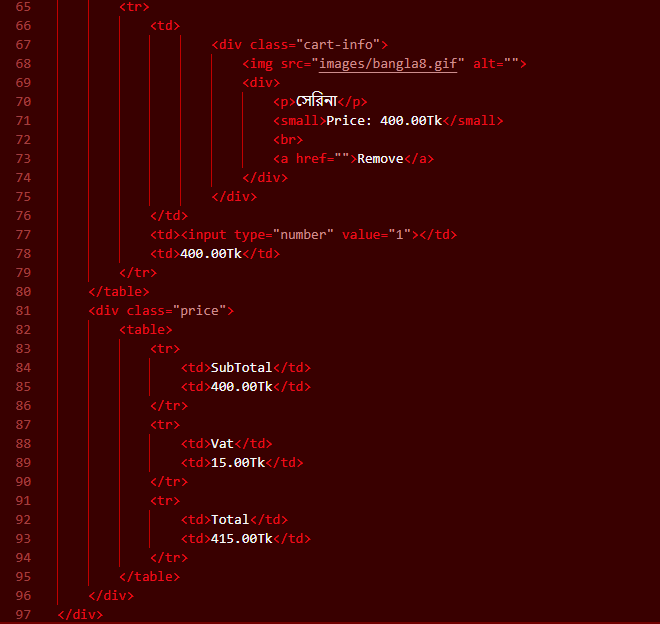 65 <tr>
66 <td>
67 <div class="cart-info">
68 <img src="images/bangla8.gif" alt="">
69 <div>
70 <p>সেরিনা</p>
71 <small>Price: 400.00Tk</small>
72 <br>
73 <a href="">Remove</a>
74 </div>
75 </div>
76 </td>
77 <td><input type="number" value="1"></td>
78 <td>400.00Tk</td>
79 </tr>
80 </table>
81 <div class="price">
82 <table>
83 <tr>
84 <td>SubTotal</td>
85 <td>400.00Tk</td>
86 </tr>
87 <tr>
88 <td>Vat</td>
89 <td>15.00Tk</td>
90 </tr>
91 <tr>
92 <td>Total</td>
93 <td>415.00Tk</td>
94 </tr>
95 </table>
96 </div>
97 </div>